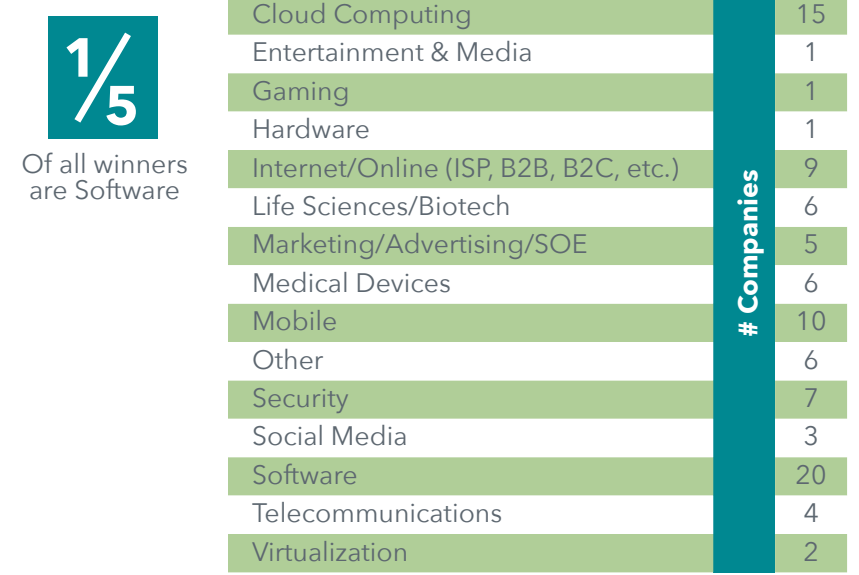 1/5
Of all winners
are Software
Cloud Computing 15
Entertainment & Media 1
Gaming 1
Hardware 1
Internet/Online (ISP, B2B, B2C, etc.) 9
Life Sciences/Biotech 6
Marketing/Advertising/SOE 5
Medical Devices 6
Mobile 10
Other 6
Security 7
Social Media 3
Software 20
Telecommunications 4
Virtualization 2
# Companies